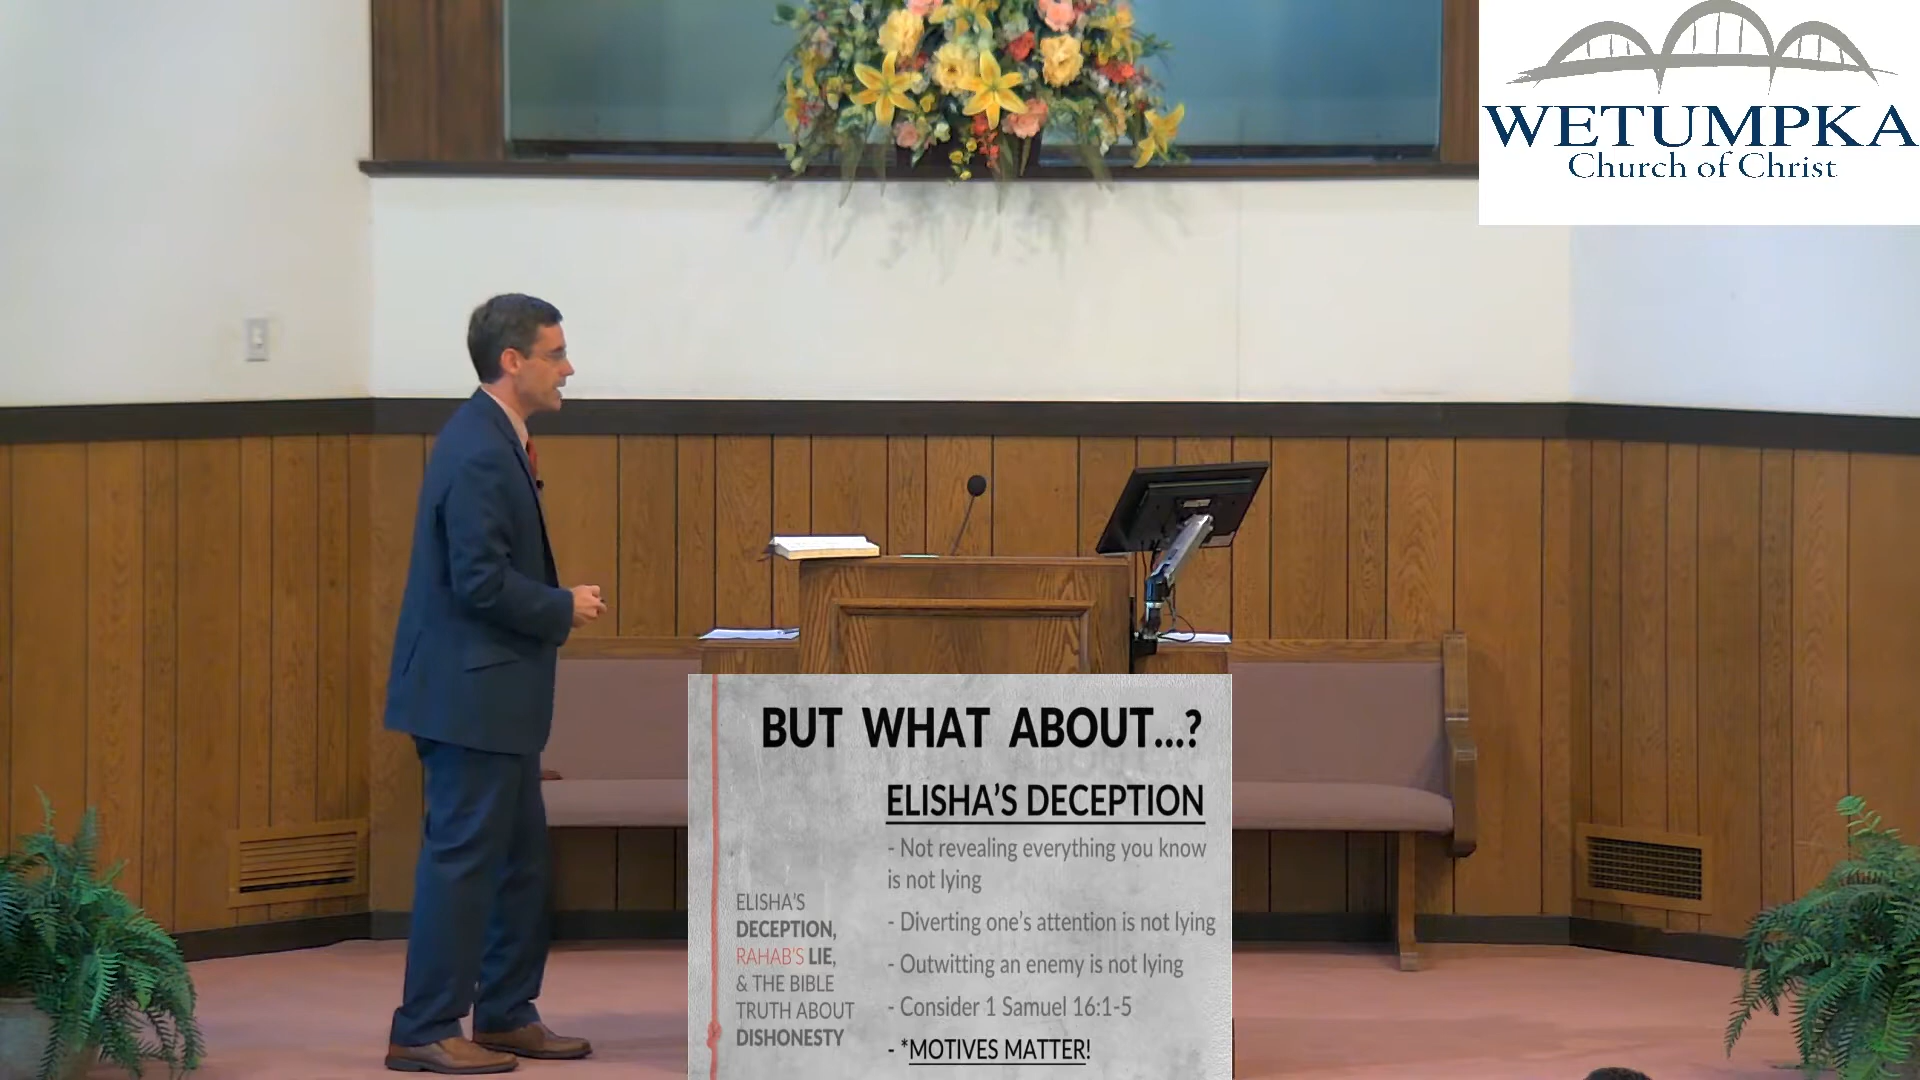 WETUMPKA
Church of Christ
BUT WHAT ABOUT...?
ELISHA'S DECEPTION
- Not revealing everything you know
is not lying
- Diverting one's attention is not lying
- Outwitting an enemy is not lying
- Consider 1 Samuel 16:1-5
- *MOTIVES MATTER!
ELISHA'S
DECEPTION,
RAHAB'S LIE,
& THE BIBLE
TRUTH ABOUT
DISHONESTY